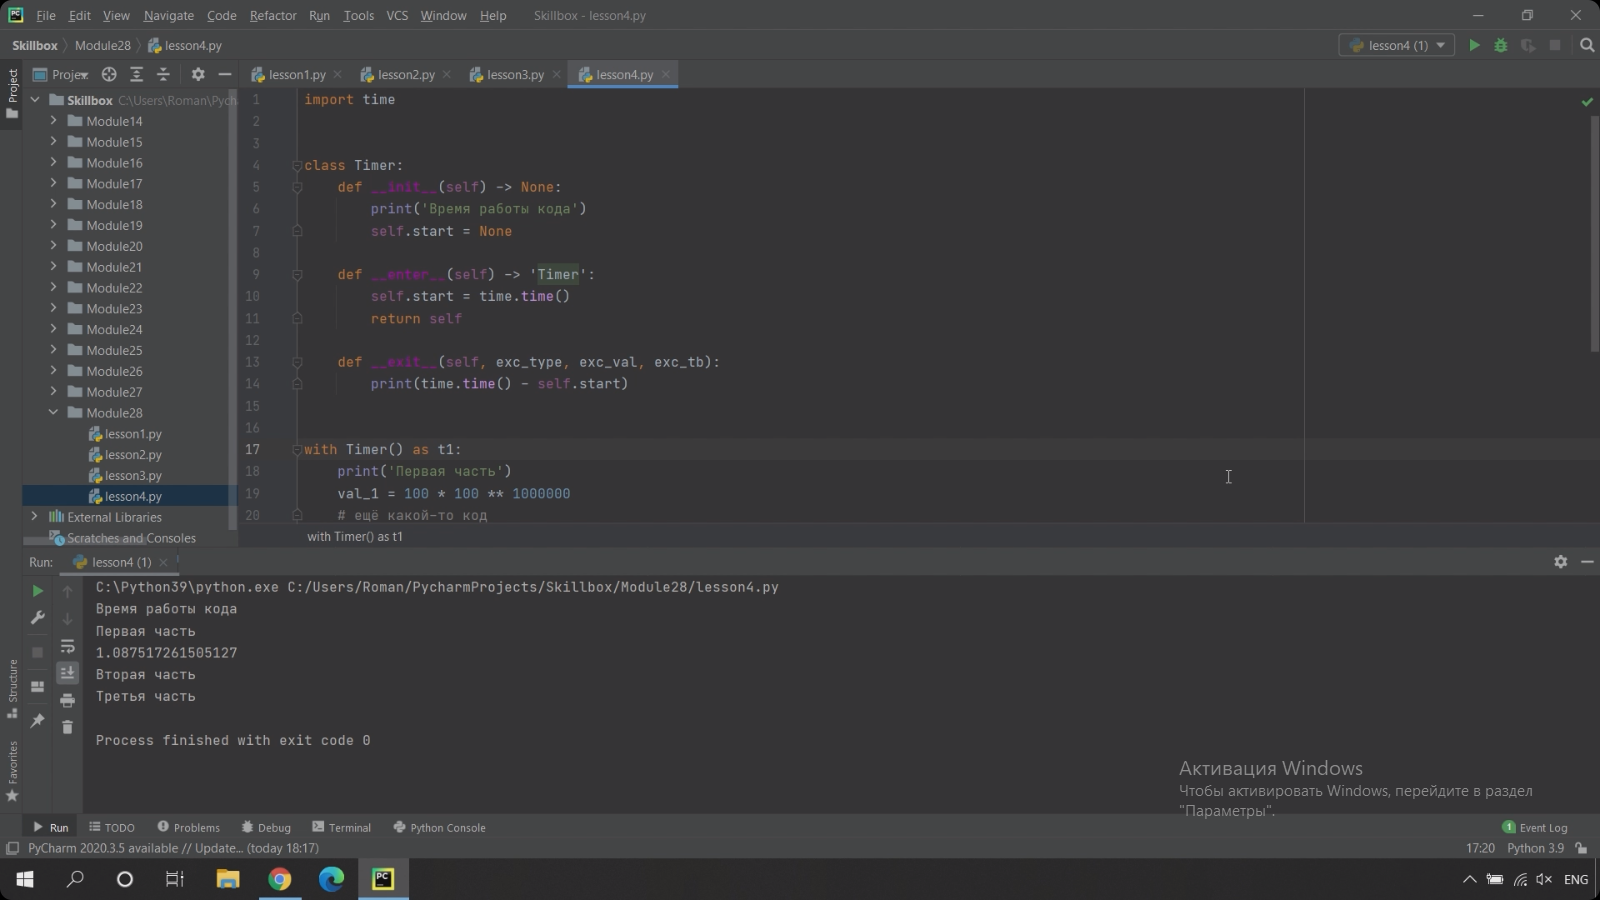 File Edit View Navigate Code Refactor Run Tools VCS Window Help Skillbox - lesson4.py
Skillbox Module28 lesson4.py lesson4 (1)
Project
Project lesson1.py lesson2.py lesson3.py lesson4.py
Skillbox C:\Users\Roman\Pych
Module14
Module15
Module16
Module17
Module18
Module19
Module20
Module21
Module22
Module23
Module24
Module25
Module26
Module27
Module28
lesson1.py
lesson2.py
lesson3.py
lesson4.py
External Libraries
Scratches and Consoles
1 import time
2
3
4 class Timer:
5 def __init__(self) -> None:
6 print('Время работы кода')
7 self.start = None
8
9 def __enter__(self) -> 'Timer':
10 self.start = time.time()
11 return self
12
13 def __exit__(self, exc_type, exc_val, exc_tb):
14 print(time.time() - self.start)
15
16
17 with Timer() as t1:
18 print('Первая часть')
19 val_1 = 100 * 100 ** 1000000
20 # ещё какой-то код
with Timer() as t1
Run: lesson4 (1)
C:\Python39\python.exe C:/Users/Roman/PycharmProjects/Skillbox/Module28/lesson4.py
Время работы кода
Первая часть
1.087517261505127
Вторая часть
Третья часть
Process finished with exit code 0
Structure
Favorites
Активация Windows
Чтобы активировать Windows, перейдите в раздел
"Параметры".
Run TODO Problems Debug Terminal Python Console 1 Event Log
PyCharm 2020.3.5 available // Update... (today 18:17) 17:20 Python 3.9
PC ENG